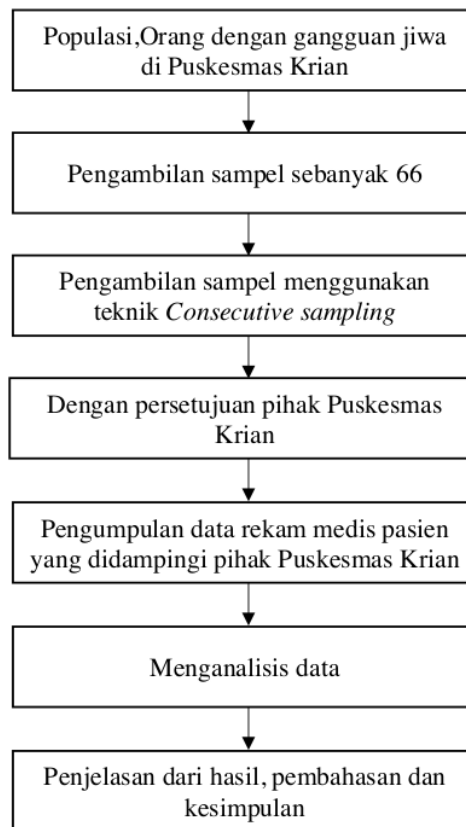 Populasi,Orang dengan gangguan jiwa
di Puskesmas Krian
Pengambilan sampel sebanyak 66
Pengambilan sampel menggunakan
teknik Consecutive sampling
Dengan persetujuan pihak Puskesmas
Krian
Pengumpulan data rekam medis pasien
yang didampingi pihak Puskesmas Krian
Menganalisis data
Penjelasan dari hasil, pembahasan dan
kesimpulan